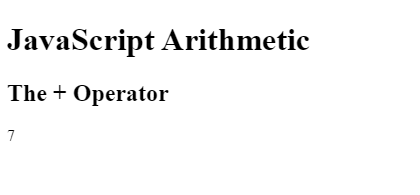 JavaScript Arithmetic
The + Operator
7